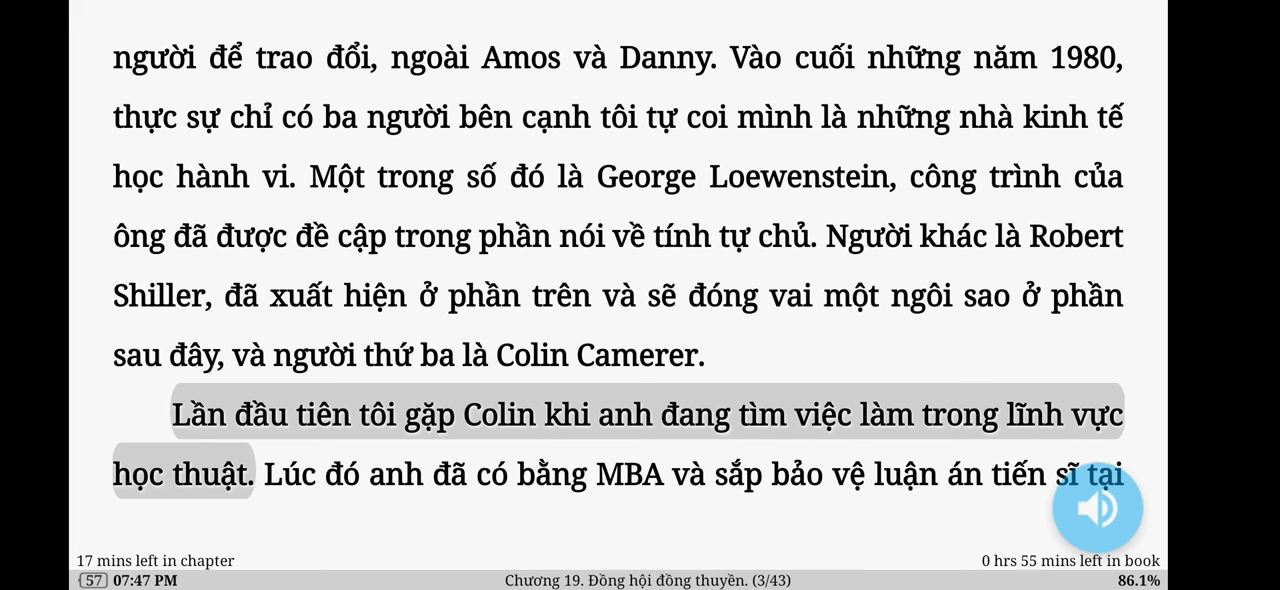 người để trao đổi, ngoài Amos và Danny. Vào cuối những năm 1980,
thực sự chỉ có ba người bên cạnh tôi tự coi mình là những nhà kinh tế
học hành vi. Một trong số đó là George Loewenstein, công trình của
ông đã được đề cập trong phần nói về tính tự chủ. Người khác là Robert
Shiller, đã xuất hiện ở phần trên và sẽ đóng vai một ngôi sao ở phần
sau đây, và người thứ ba là Colin Camerer.
Lần đầu tiên tôi gặp Colin khi anh đang tìm việc làm trong lĩnh vực
học thuật. Lúc đó anh đã có bằng MBA và sắp bảo vệ luận án tiến sĩ tại
17 mins left in chapter 0 hrs 55 mins left in book
57 07:47 PM Chương 19. Đồng hội đồng thuyền. (3/43) 86.1%